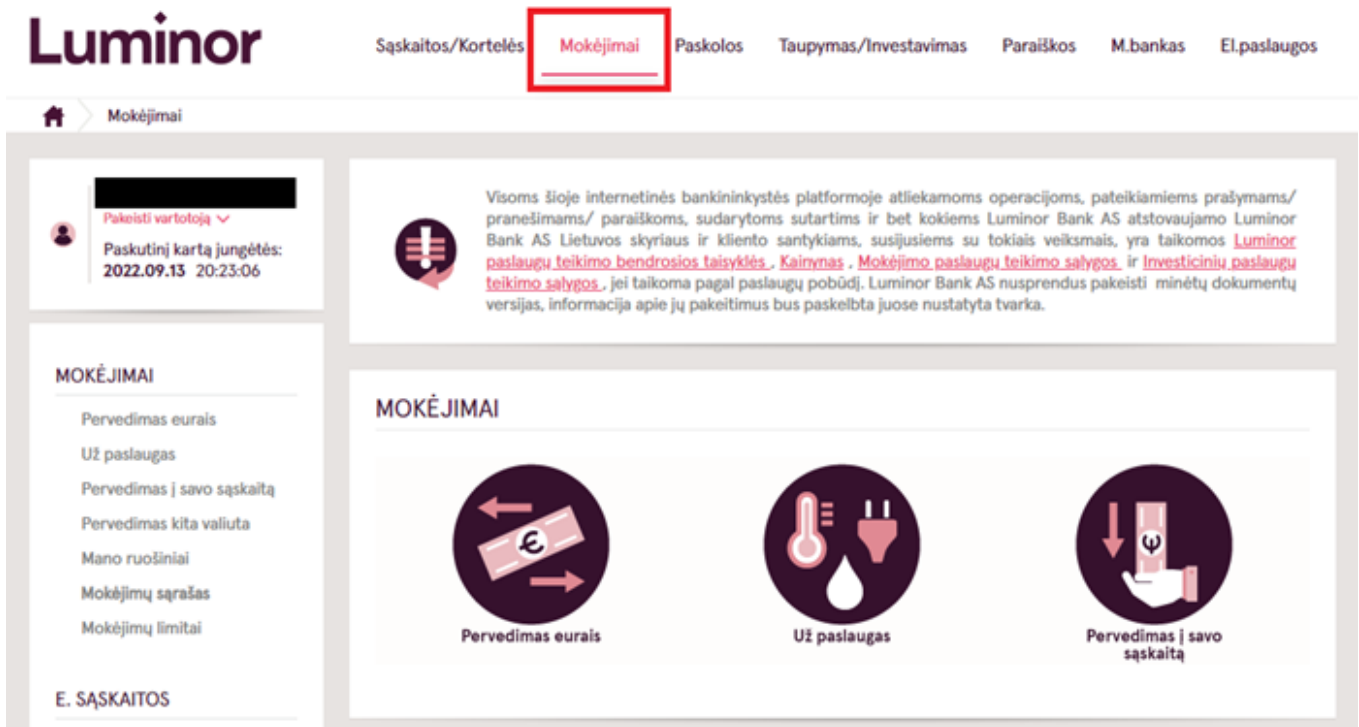 Luminor
Sąskaitos/Kortelės Mokėjimai Paskolos Taupymas/Investavimas Paraiškos M.bankas El.paslaugos
Mokėjimai
Pakeisti vartotoją
Paskutinį kartą jungėtės:
2022.09.13 20:23:06
Visoms šioje internetinės bankininkystės platformoje atliekamoms operacijoms, pateikiamiems prašymams/
pranešimams/ paraiškoms, sudarytoms sutartims ir bet kokiems Luminor Bank AS atstovaujamo Luminor
Bank AS Lietuvos skyriaus ir kliento santykiams, susijusiems su tokiais veiksmais, yra taikomos Luminor
paslaugų teikimo bendrosios taisyklės , Kainynas , Mokėjimo paslaugų teikimo sąlygos ir Investicinių paslaugų
teikimo sąlygos , jei taikoma pagal paslaugų pobūdį. Luminor Bank AS nusprendus pakeisti minėtų dokumentų
versijas, informacija apie jų pakeitimus bus paskelbta juose nustatyta tvarka.
MOKĖJIMAI
Pervedimas eurais
Už paslaugas
Pervedimas į savo sąskaitą
Pervedimas kita valiuta
Mano ruošiniai
Mokėjimų sąrašas
Mokėjimų limitai
E. SĄSKAITOS
MOKĖJIMAI
Pervedimas eurais
Už paslaugas
Pervedimas į savo
sąskaitą